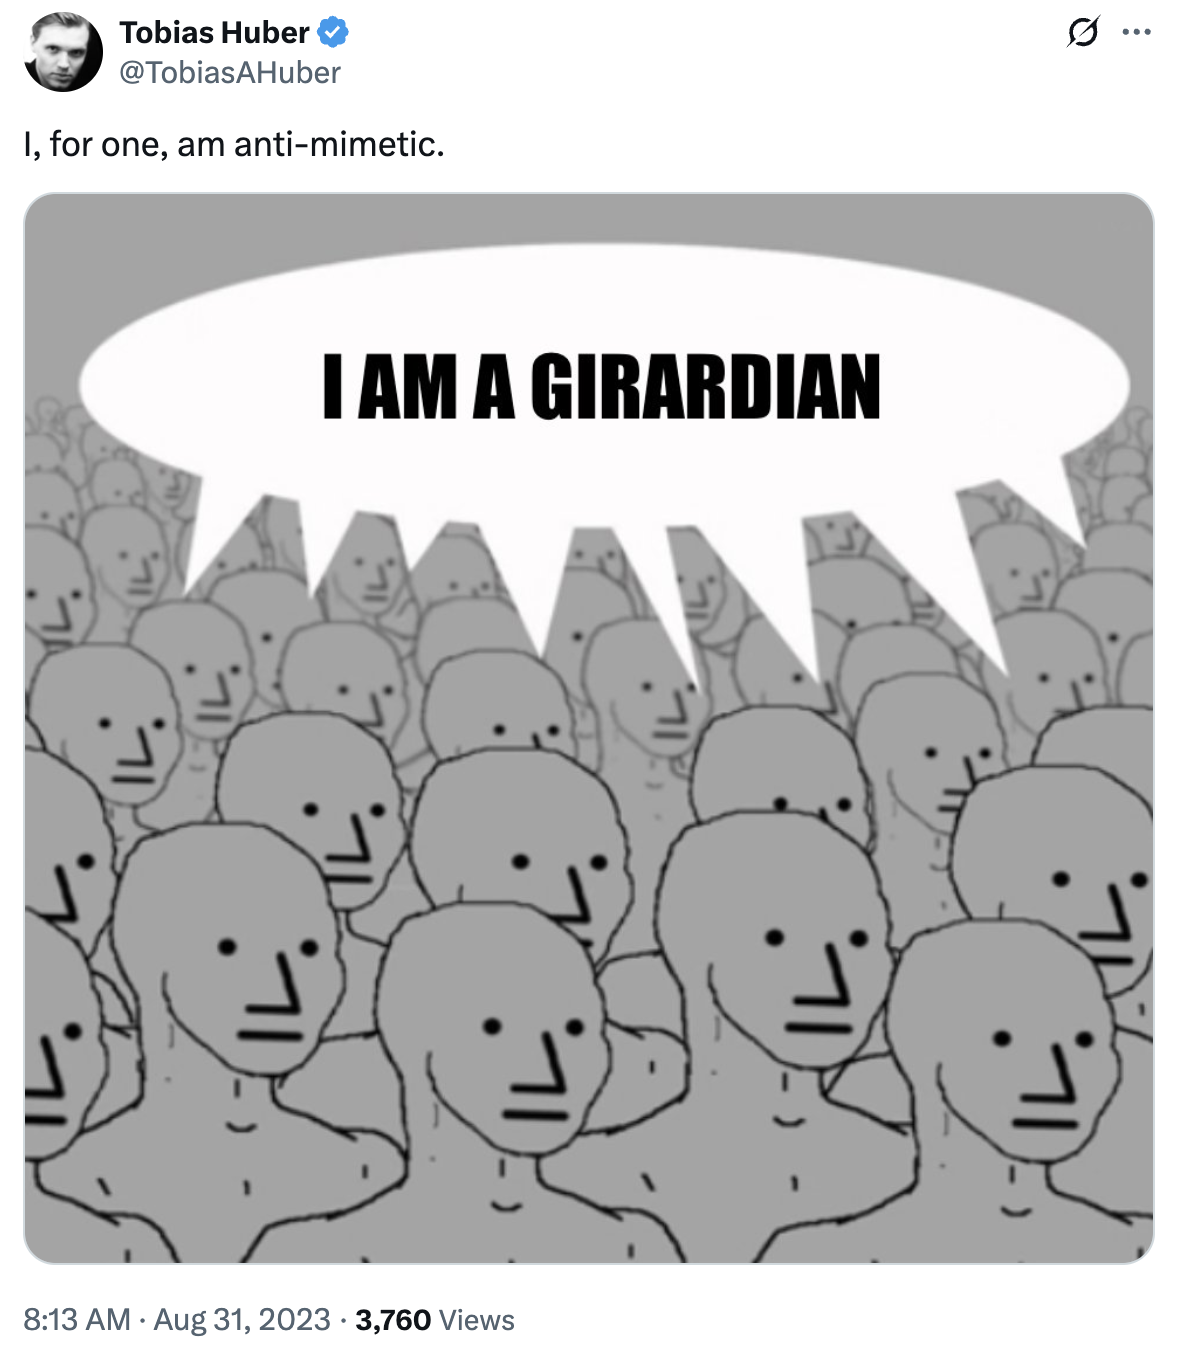 Tobias Huber
@TobiasAHuber
I, for one, am anti-mimetic.
I AM A GIRARDIAN
8:13 AM · Aug 31, 2023 · 3,760 Views